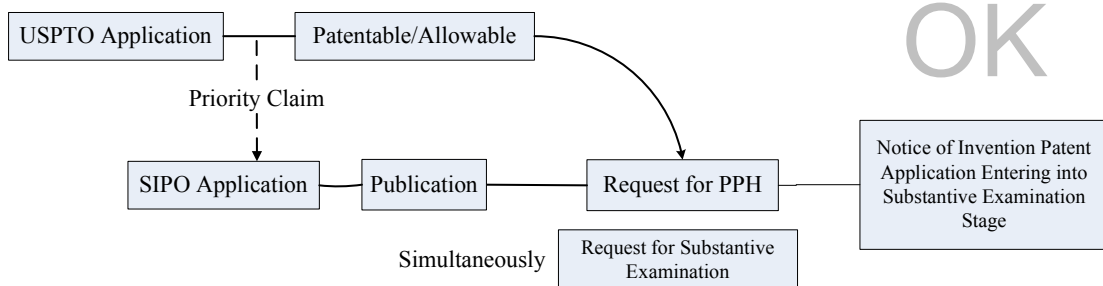 OK
USPTO Application
Patentable/Allowable
Priority Claim
SIPO Application
Publication
Request for PPH
Notice of Invention Patent
Application Entering into
Substantive Examination
Stage
Simultaneously
Request for Substantive
Examination